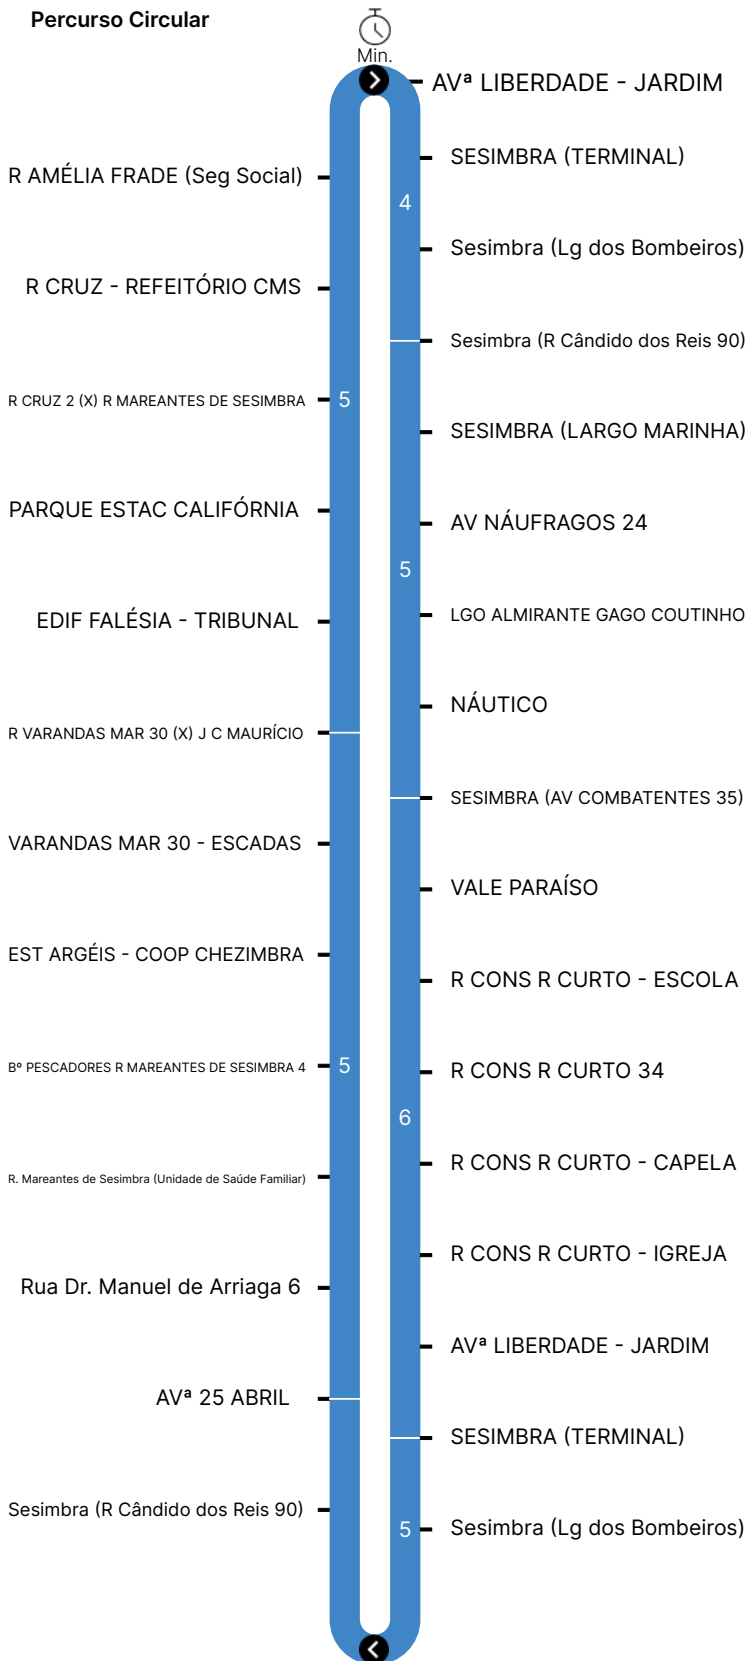 Percurso Circular
Min.
AVª LIBERDADE - JARDIM
SESIMBRA (TERMINAL)
4
Sesimbra (Lg dos Bombeiros)
Sesimbra (R Cândido dos Reis 90)
SESIMBRA (LARGO MARINHA)
AV NÁUFRAGOS 24
5
LGO ALMIRANTE GAGO COUTINHO
NÁUTICO
SESIMBRA (AV COMBATENTES 35)
VALE PARAÍSO
R CONS R CURTO - ESCOLA
R CONS R CURTO 34
6
R CONS R CURTO - CAPELA
R CONS R CURTO - IGREJA
AVª LIBERDADE - JARDIM
SESIMBRA (TERMINAL)
5
Sesimbra (Lg dos Bombeiros)
R AMÉLIA FRADE (Seg Social)
R CRUZ - REFEITÓRIO CMS
R CRUZ 2 (X) R MAREANTES DE SESIMBRA
5
PARQUE ESTAC CALIFÓRNIA
EDIF FALÉSIA - TRIBUNAL
R VARANDAS MAR 30 (X) J C MAURÍCIO
VARANDAS MAR 30 - ESCADAS
EST ARGÉIS - COOP CHEZIMBRA
Bº PESCADORES R MAREANTES DE SESIMBRA 4
5
R. Mareantes de Sesimbra (Unidade de Saúde Familiar)
Rua Dr. Manuel de Arriaga 6
AVª 25 ABRIL
Sesimbra (R Cândido dos Reis 90)